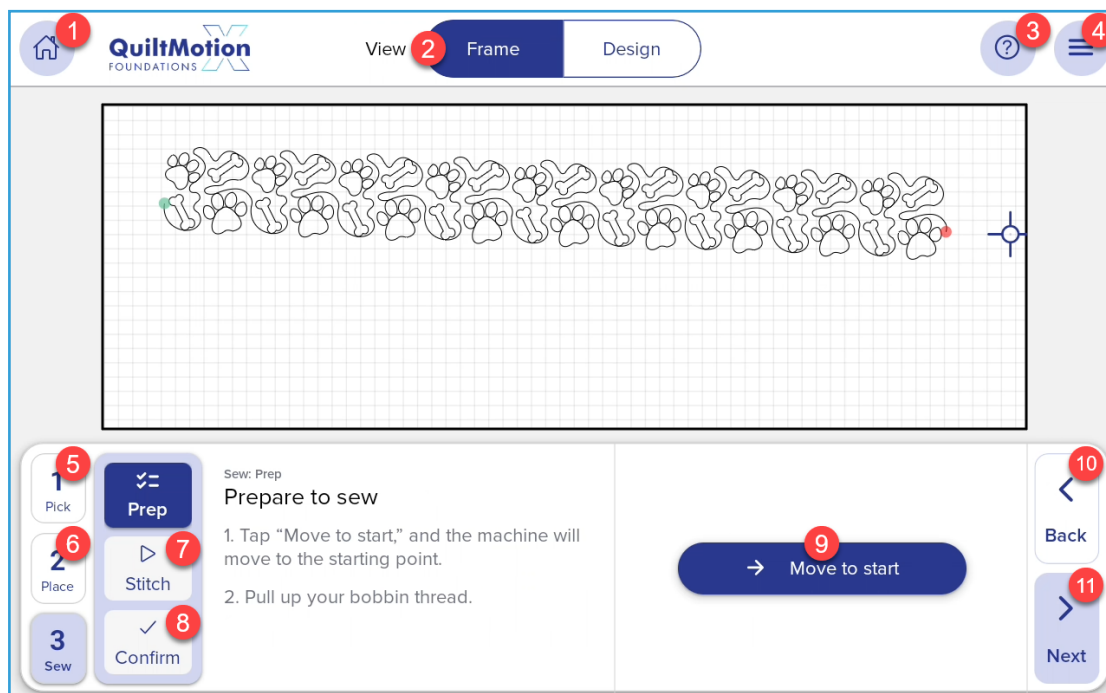 1
QuiltMotion
FOUNDATIONS
View
2
Frame
Design
3
4
5
1
Pick
6
2
Place
3
Sew
Prep
7
Stitch
8
Confirm
Sew: Prep
Prepare to sew
1. Tap “Move to start,” and the machine will
move to the starting point.
2. Pull up your bobbin thread.
9
Move to start
10
Back
11
Next